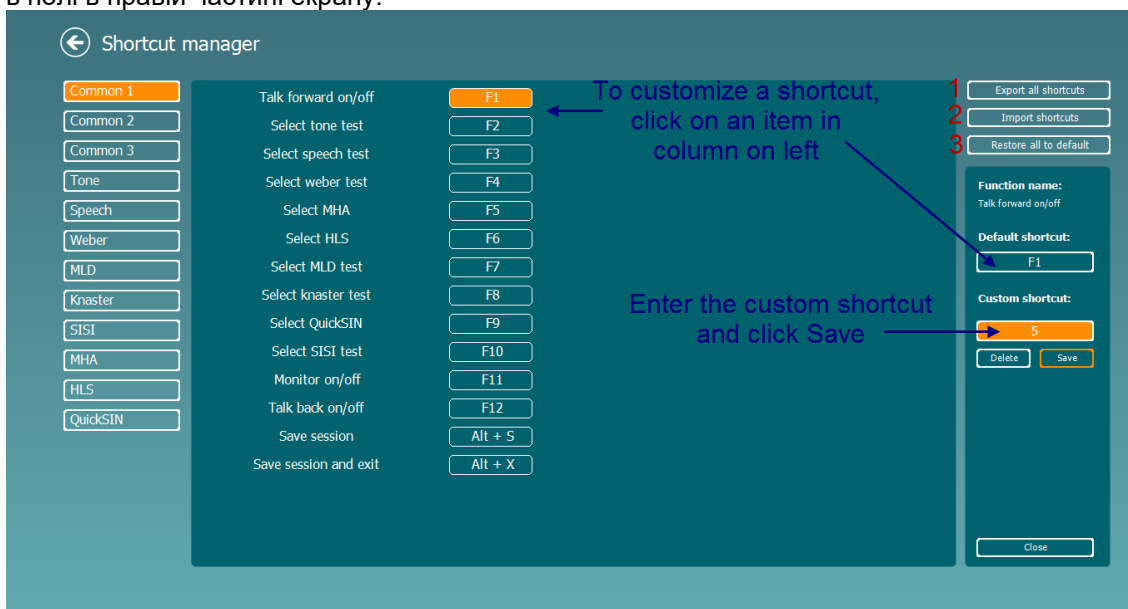 в полі в правій частині екрану.
Shortcut manager
Common 1
Common 2
Common 3
Tone
Speech
Weber
MLD
Knaster
SISI
MHA
HLS
QuickSIN
Talk forward on/off F1
Select tone test F2
Select speech test F3
Select weber test F4
Select MHA F5
Select HLS F6
Select MLD test F7
Select knaster test F8
Select QuickSIN F9
Select SISI test F10
Monitor on/off F11
Talk back on/off F12
Save session Alt + S
Save session and exit Alt + X
To customize a shortcut,
click on an item in
column on left
Enter the custom shortcut
and click Save
1 Export all shortcuts
2 Import shortcuts
3 Restore all to default
Function name:
Talk forward on/off
Default shortcut:
F1
Custom shortcut:
5
Delete Save
Close